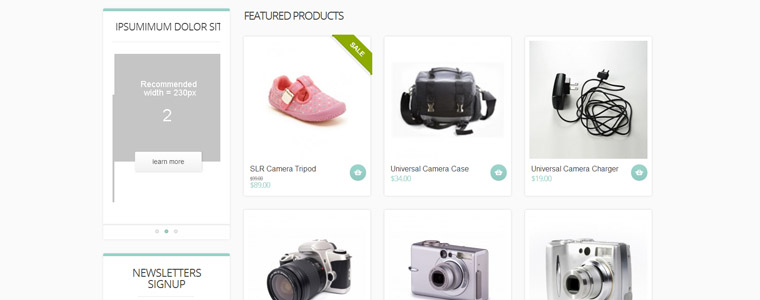 IPSUMIMUM DOLOR SIT
Recommended
width = 230px
2
learn more
NEWSLETTERS
SIGNUP
FEATURED PRODUCTS
SALE
SLR Camera Tripod
$99.00
$89.00
Universal Camera Case
$34.00
Universal Camera Charger
$19.00